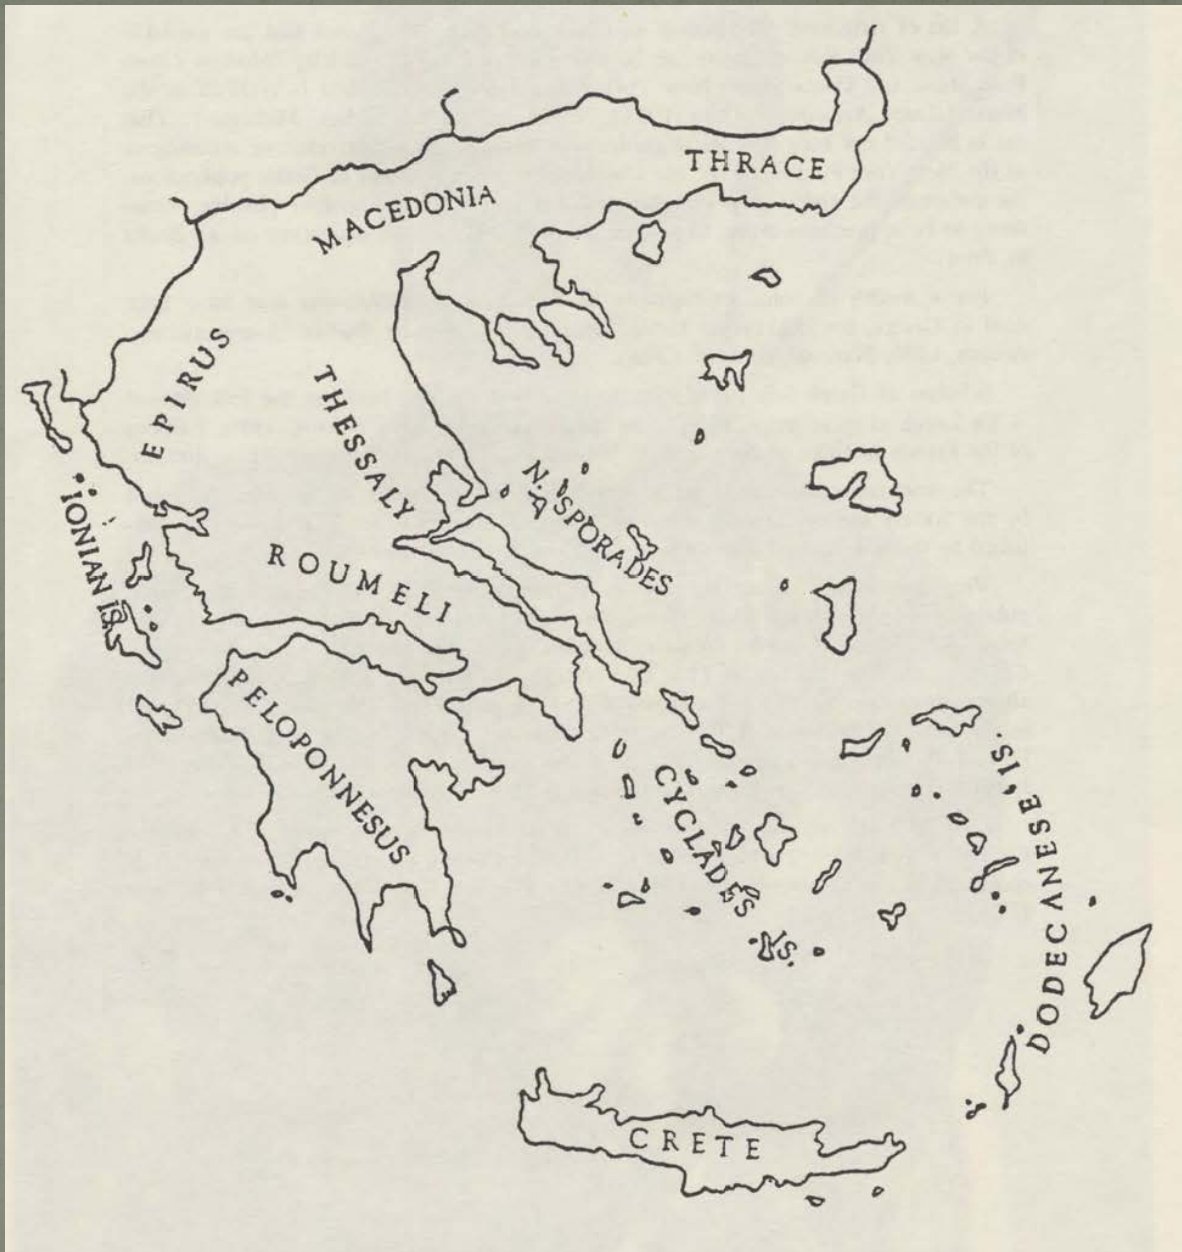 THRACE
MACEDONIA
EPIRUS
THESSALY
N. SPORADES
IONIAN IS.
ROUMELI
PELOPONNESUS
CYCLADES IS.
DODECANESE IS.
CRETE